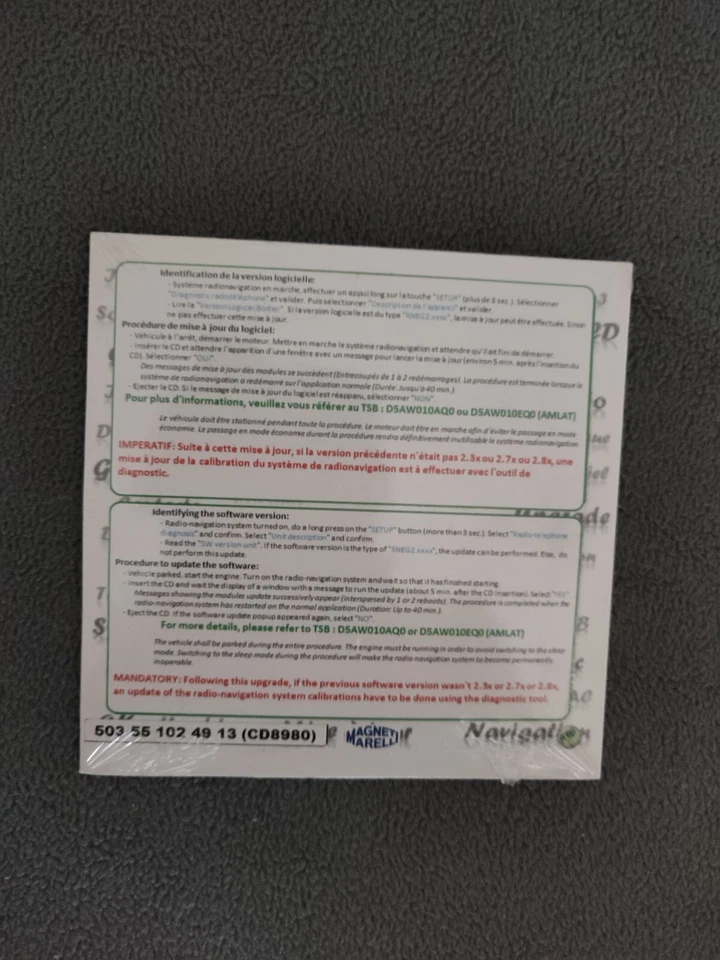 Identification de la version logicielle:
- Système radionavigation en marche, effectuer un appui long sur la touche "SETUP" (plus de 3 sec.). Sélectionner
"Diagnostic radiotéléphone" et valider. Puis sélectionner "Description de l'appareil" et valider.
- Lire la "Version Logiciel Boitier". Si la version logicielle est du type "RNEG2.xxxx", la mise à jour peut être effectuée. Sinon
ne pas effectuer cette mise à jour.
Procédure de mise à jour du logiciel:
- Véhicule à l'arrêt, démarrer le moteur. Mettre en marche le système radionavigation et attendre qu'il ait fini de démarrer.
- Insérer le CD et attendre l'apparition d'une fenêtre avec un message pour lancer la mise à jour (environ 5 min. après l'insertion du
CD). Sélectionner "OUI".
Des messages de mise à jour des modules se succèdent (Entrecoupés de 1 à 2 redémarrages). La procédure est terminée lorsque le
système de radionavigation a redémarré sur l'application normale (Durée: Jusqu'à 40 min.).
- Ejecter le CD. Si le message de mise à jour du logiciel est réapparu, sélectionner "NON".
Pour plus d'informations, veuillez vous référer au TSB : D5AW010AQ0 ou D5AW010EQ0 (AMLAT)
Le véhicule doit être stationné pendant toute la procédure. Le moteur doit être en marche afin d'éviter le passage en mode
économie. Le passage en mode économie durant la procédure rendra définitivement inutilisable le système radionavigation
IMPERATIF: Suite à cette mise à jour, si la version précédente n'était pas 2.3x ou 2.7x ou 2.8x, une
mise à jour de la calibration du système de radionavigation est à effectuer avec l'outil de
diagnostic.
Identifying the software version:
- Radio-navigation system turned on, do a long press on the "SETUP" button (more than 3 sec.). Select "Radio-telephone
diagnosis" and confirm. Select "Unit description" and confirm.
- Read the "SW version unit". If the software version is the type of "RNEG2.xxxx", the update can be performed. Else, do
not perform this update.
Procedure to update the software:
- Vehicle parked, start the engine. Turn on the radio-navigation system and wait so that it has finished starting.
- Insert the CD and wait the display of a window with a message to run the update (about 5 min. after the CD insertion). Select "YES"
Messages showing the modules update successively appear (interspersed by 1 or 2 reboots). The procedure is completed when the
radio-navigation system has restarted on the normal application (Duration: Up to 40 min.).
- Eject the CD. If the software update popup appeared again, select "NO".
For more details, please refer to TSB : D5AW010AQ0 or D5AW010EQ0 (AMLAT)
The vehicle shall be parked during the entire procedure. The engine must be running in order to avoid switching to the sleep
mode. Switching to the sleep mode during the procedure will make the radio navigation system to become permanently
inoperable.
MANDATORY: Following this upgrade, if the previous software version wasn't 2.3x or 2.7x or 2.8x,
an update of the radio-navigation system calibrations have to be done using the diagnostic tool.
503 55 102 49 13 (CD8980)
MAGNETI
MARELLI
Navigation